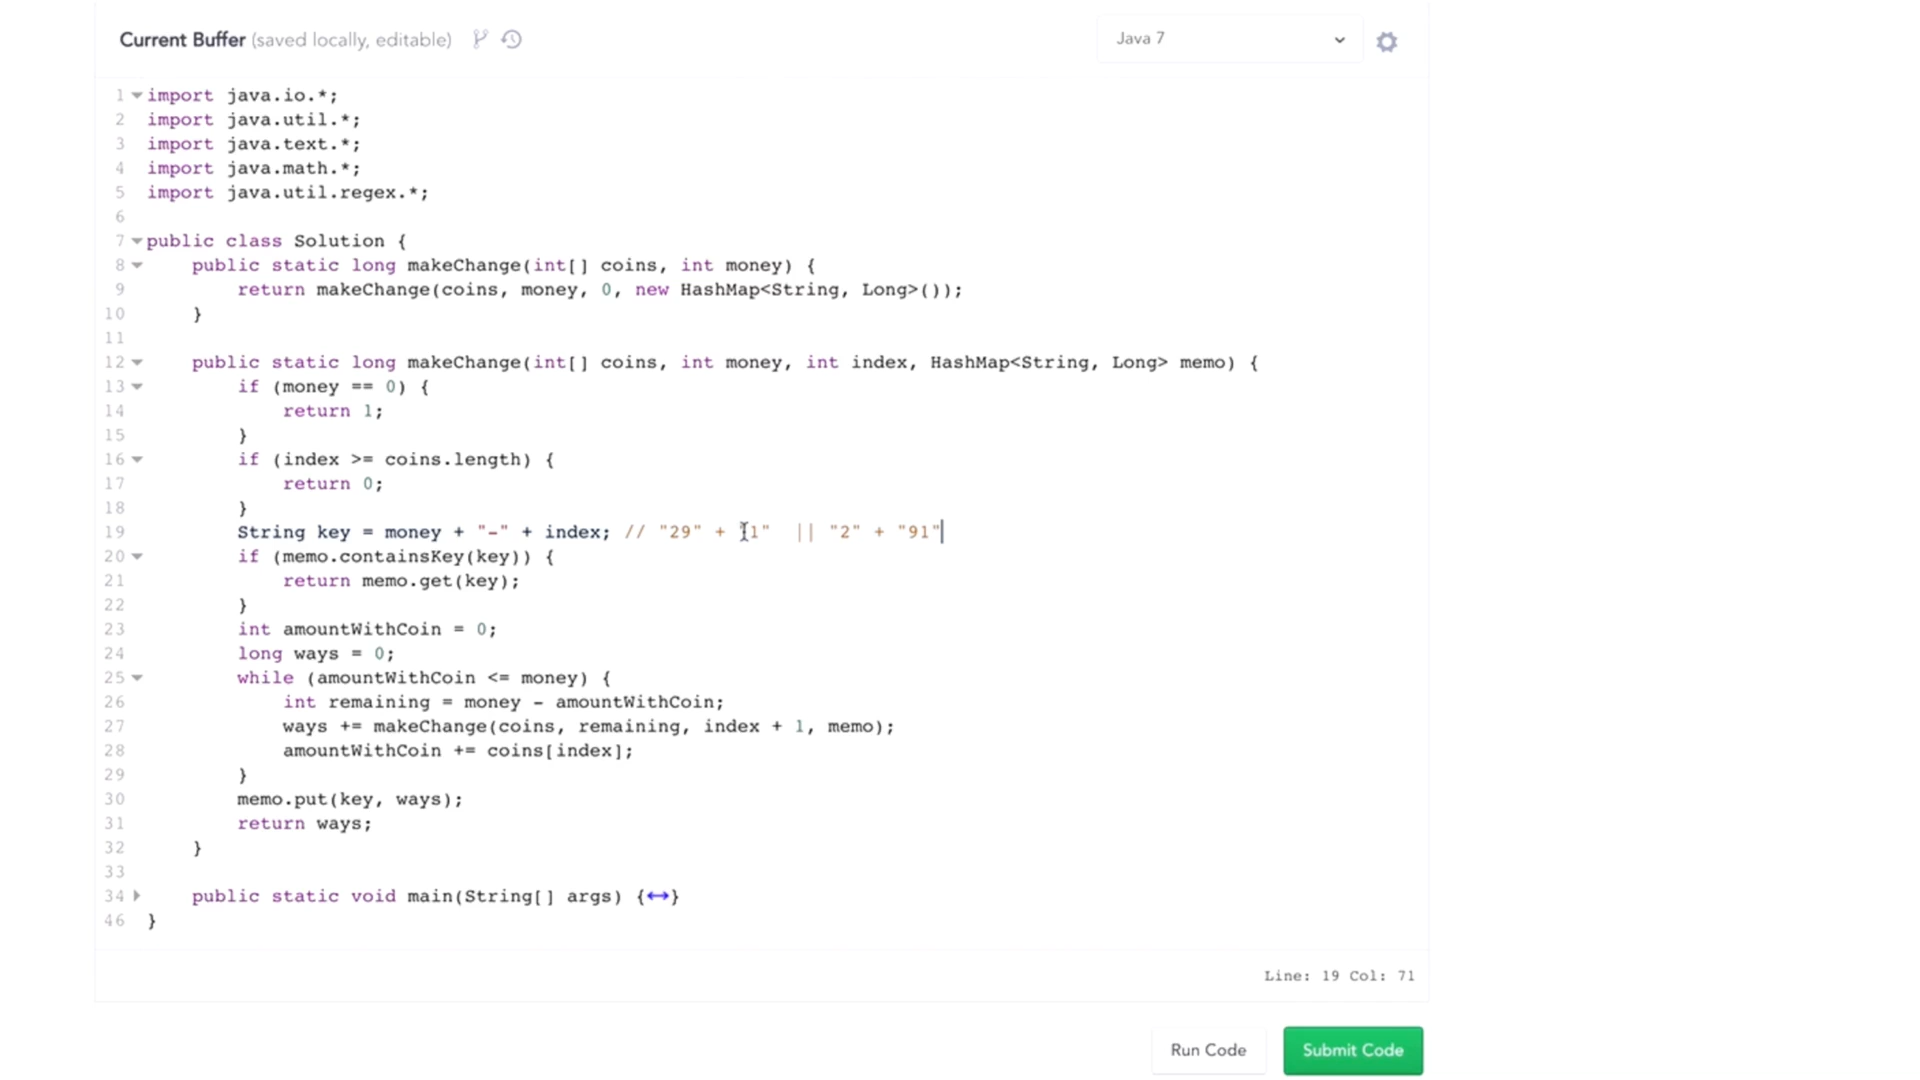 Current Buffer (saved locally, editable)
Java 7
1 import java.io.*;
2 import java.util.*;
3 import java.text.*;
4 import java.math.*;
5 import java.util.regex.*;
6
7 public class Solution {
8     public static long makeChange(int[] coins, int money) {
9         return makeChange(coins, money, 0, new HashMap<String, Long>());
10     }
11
12     public static long makeChange(int[] coins, int money, int index, HashMap<String, Long> memo) {
13         if (money == 0) {
14             return 1;
15         }
16         if (index >= coins.length) {
17             return 0;
18         }
19         String key = money + "-" + index; // "29" + "1"  || "2" + "91"
20         if (memo.containsKey(key)) {
21             return memo.get(key);
22         }
23         int amountWithCoin = 0;
24         long ways = 0;
25         while (amountWithCoin <= money) {
26             int remaining = money - amountWithCoin;
27             ways += makeChange(coins, remaining, index + 1, memo);
28             amountWithCoin += coins[index];
29         }
30         memo.put(key, ways);
31         return ways;
32     }
33
34     public static void main(String[] args) {↔}
46 }
Line: 19 Col: 71
Run Code
Submit Code